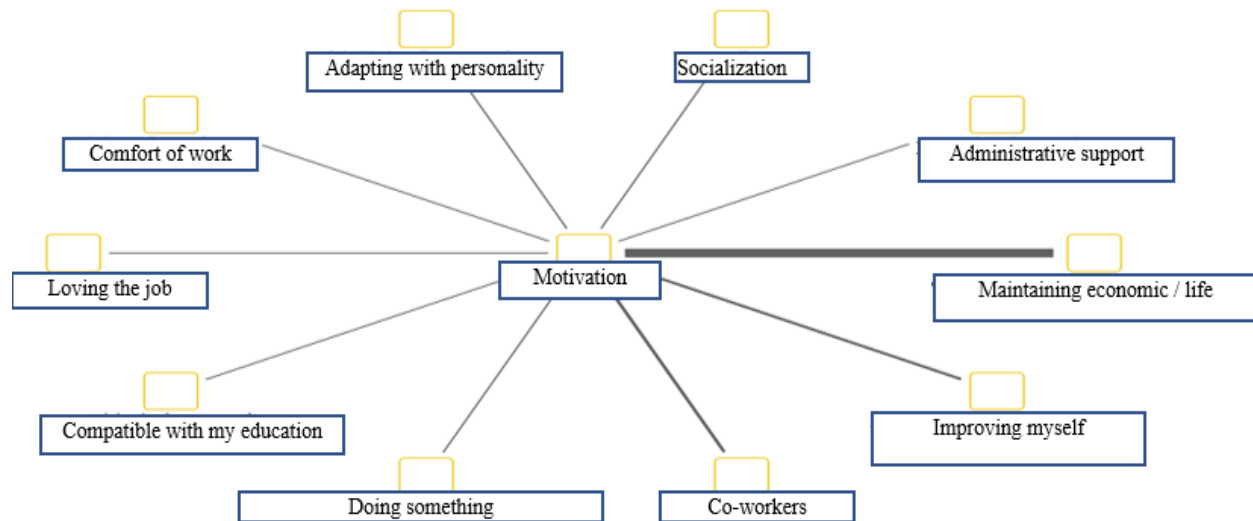 Adapting with personality
Socialization
Comfort of work
Administrative support
Loving the job
Motivation
Maintaining economic / life
Compatible with my education
Improving myself
Doing something
Co-workers